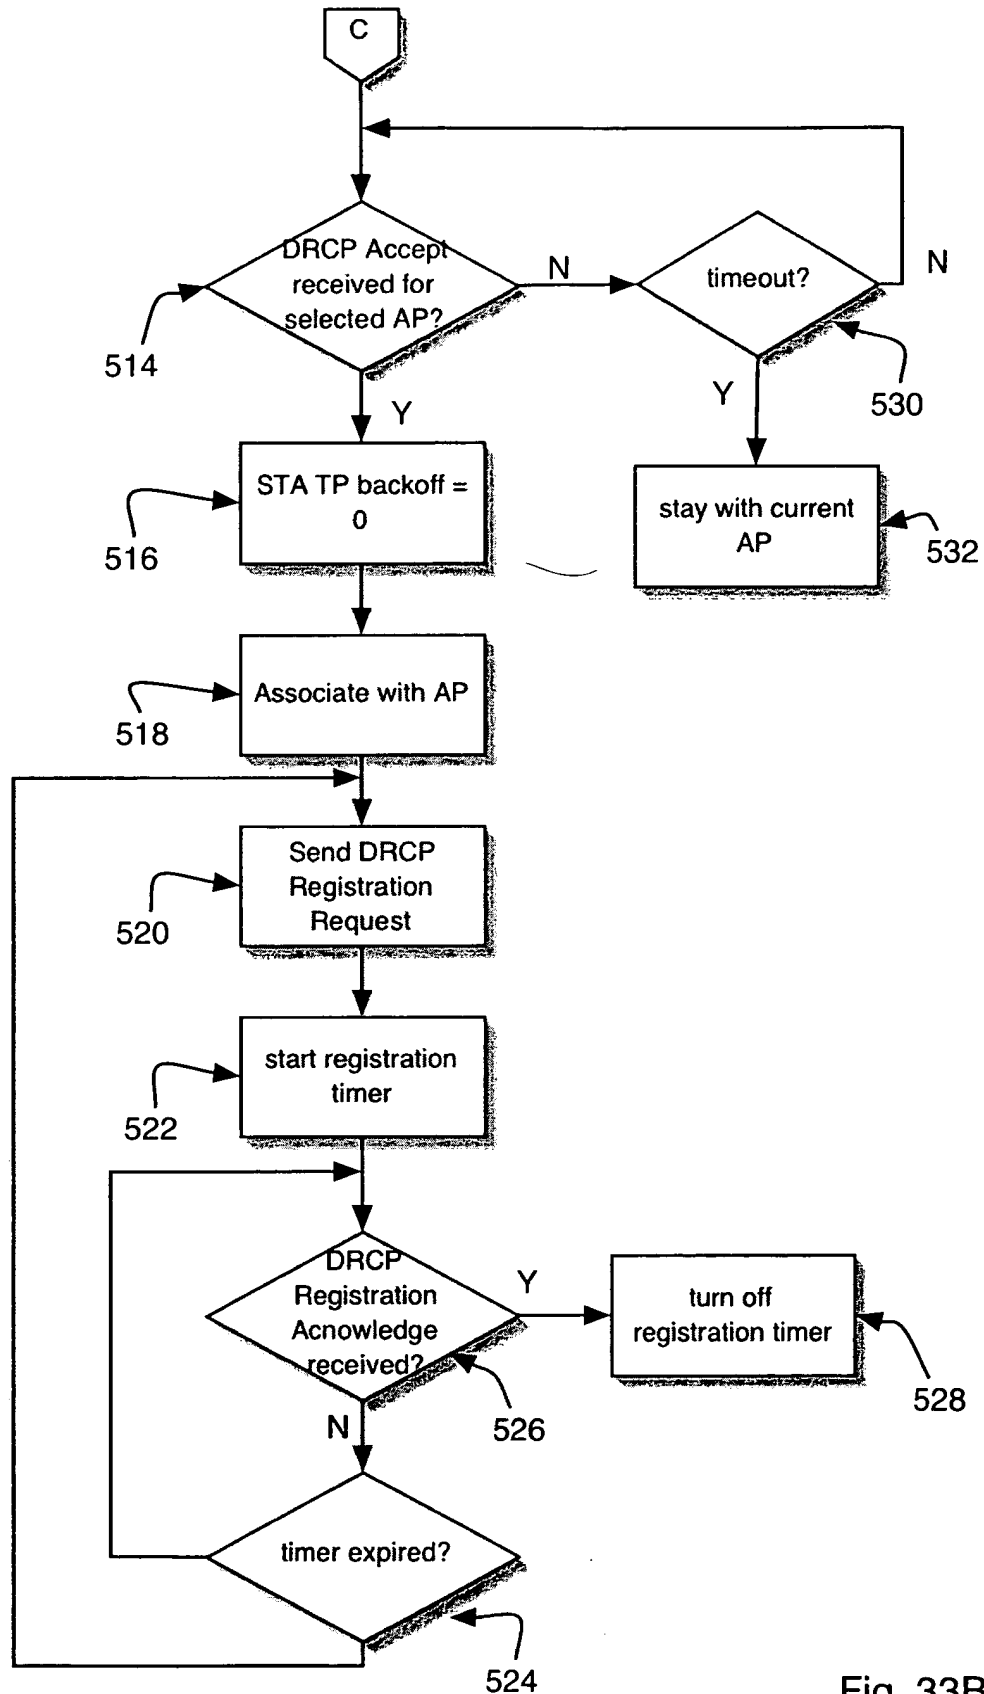 C
DRCP Accept
received for
selected AP?
N
timeout?
N
514
530
Y
Y
STA TP backoff =
0
516
stay with current
AP
532
Associate with AP
518
Send DRCP
Registration
Request
520
start registration
timer
522
DRCP
Registration
Acnowledge
received?
Y
turn off
registration timer
528
526
N
timer expired?
524
Fig. 33B